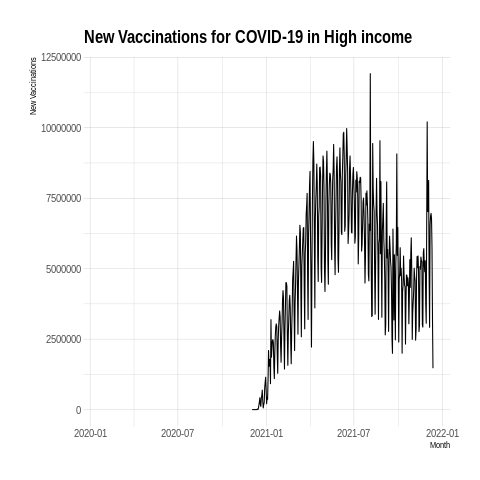 New Vaccinations for COVID-19 in High income
New Vaccinations
12500000
10000000
7500000
5000000
2500000
0
2020-01 2020-07 2021-01 2021-07 2022-01
Month